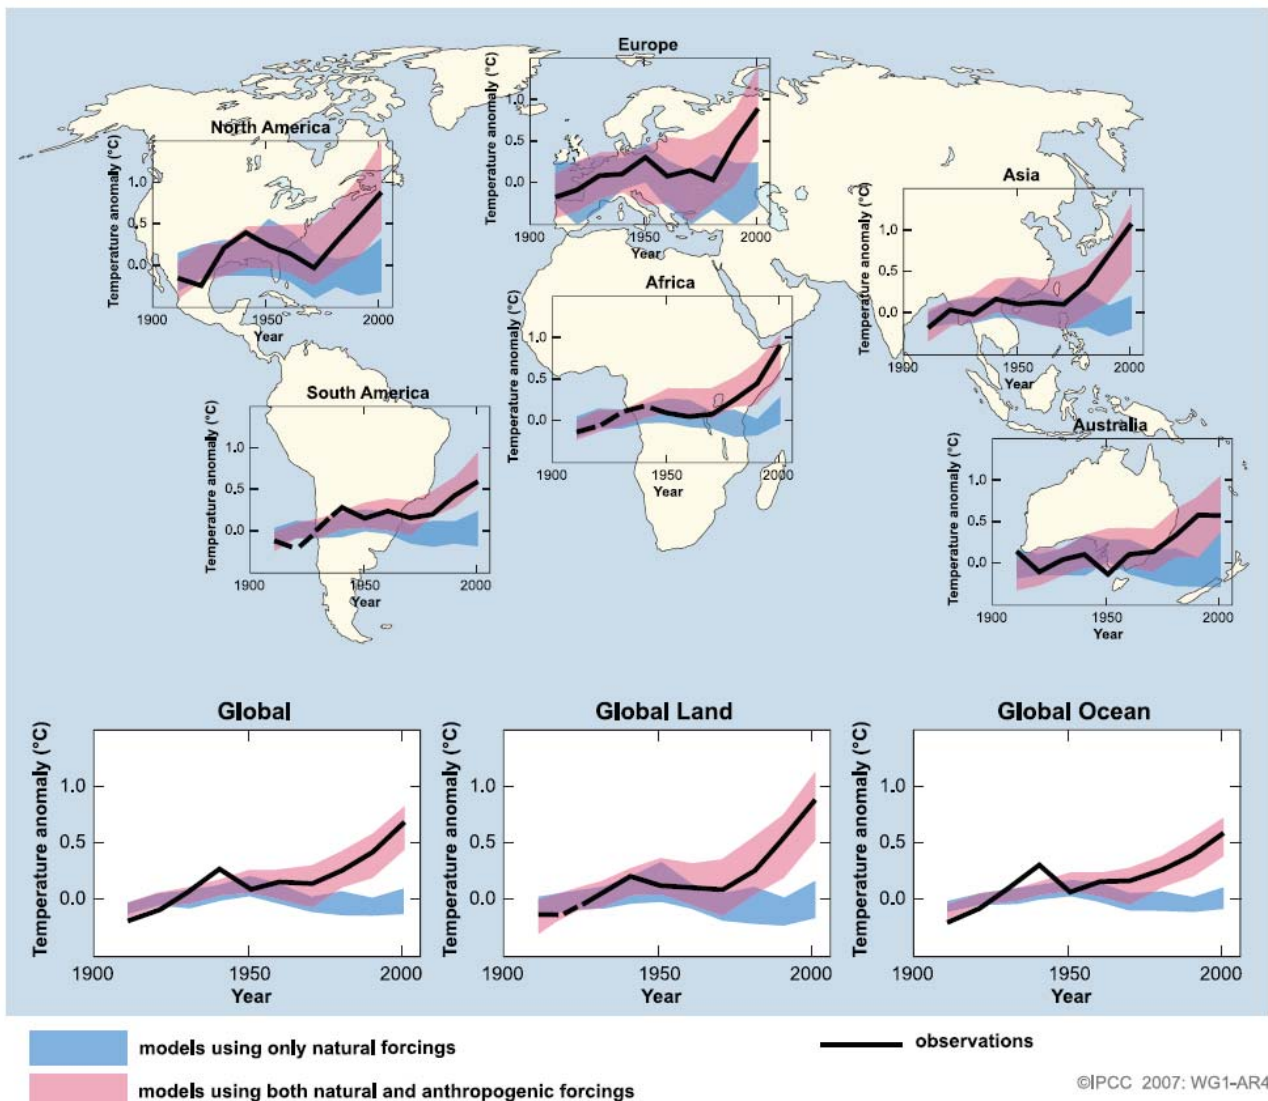 Europe
Temperature anomaly (°C)
1.0
0.5
0.0
1900
1950
2000
Year
North America
Temperature anomaly (°C)
1.0
0.5
0.0
1900
1950
2000
Year
Asia
Temperature anomaly (°C)
1.0
0.5
0.0
1900
1950
2000
Year
Africa
Temperature anomaly (°C)
1.0
0.5
0.0
1900
1950
2000
Year
South America
Temperature anomaly (°C)
1.0
0.5
0.0
1900
1950
2000
Year
Australia
Temperature anomaly (°C)
1.0
0.5
0.0
1900
1950
2000
Year
Global
Temperature anomaly (°C)
1.0
0.5
0.0
1900
1950
2000
Year
Global Land
Temperature anomaly (°C)
1.0
0.5
0.0
1900
1950
2000
Year
Global Ocean
Temperature anomaly (°C)
1.0
0.5
0.0
1900
1950
2000
Year
models using only natural forcings
observations
models using both natural and anthropogenic forcings
©IPCC 2007: WG1-AR4